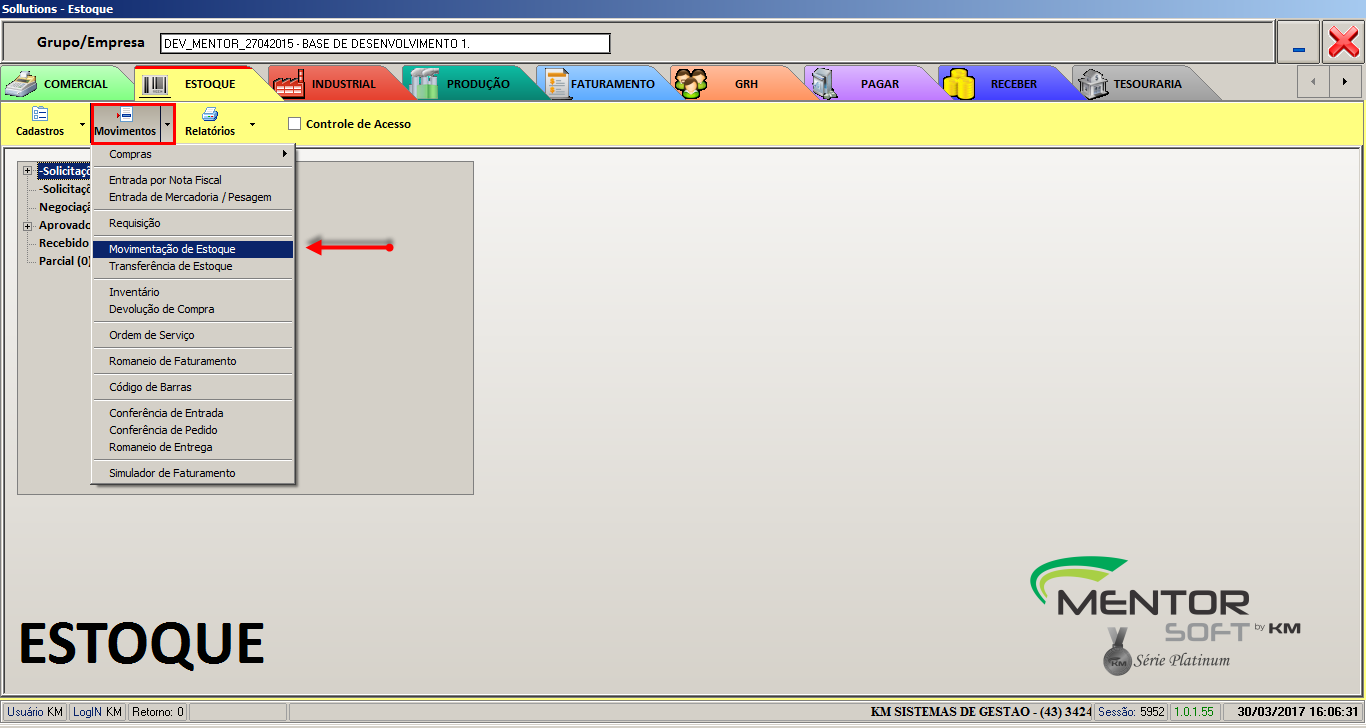 Sollutions - Estoque
Grupo/Empresa DEV_MENTOR_27042015 - BASE DE DESENVOLVIMENTO 1.
COMERCIAL ESTOQUE INDUSTRIAL PRODUÇÃO FATURAMENTO GRH PAGAR RECEBER TESOURARIA
Cadastros Movimentos Relatórios Controle de Acesso
-Solicitaç
-Solicitaç
Negociaç
Aprovado
Recebido
Parcial (0)
Compras
Entrada por Nota Fiscal
Entrada de Mercadoria / Pesagem
Requisição
Movimentação de Estoque
Transferência de Estoque
Inventário
Devolução de Compra
Ordem de Serviço
Romaneio de Faturamento
Código de Barras
Conferência de Entrada
Conferência de Pedido
Romaneio de Entrega
Simulador de Faturamento
ESTOQUE
MENTOR
SOFT by KM
KM Série Platinum
Usuário KM LogIN KM Retorno: 0 KM SISTEMAS DE GESTAO - (43) 3424 Sessão: 5952 1.0.1.55 30/03/2017 16:06:31